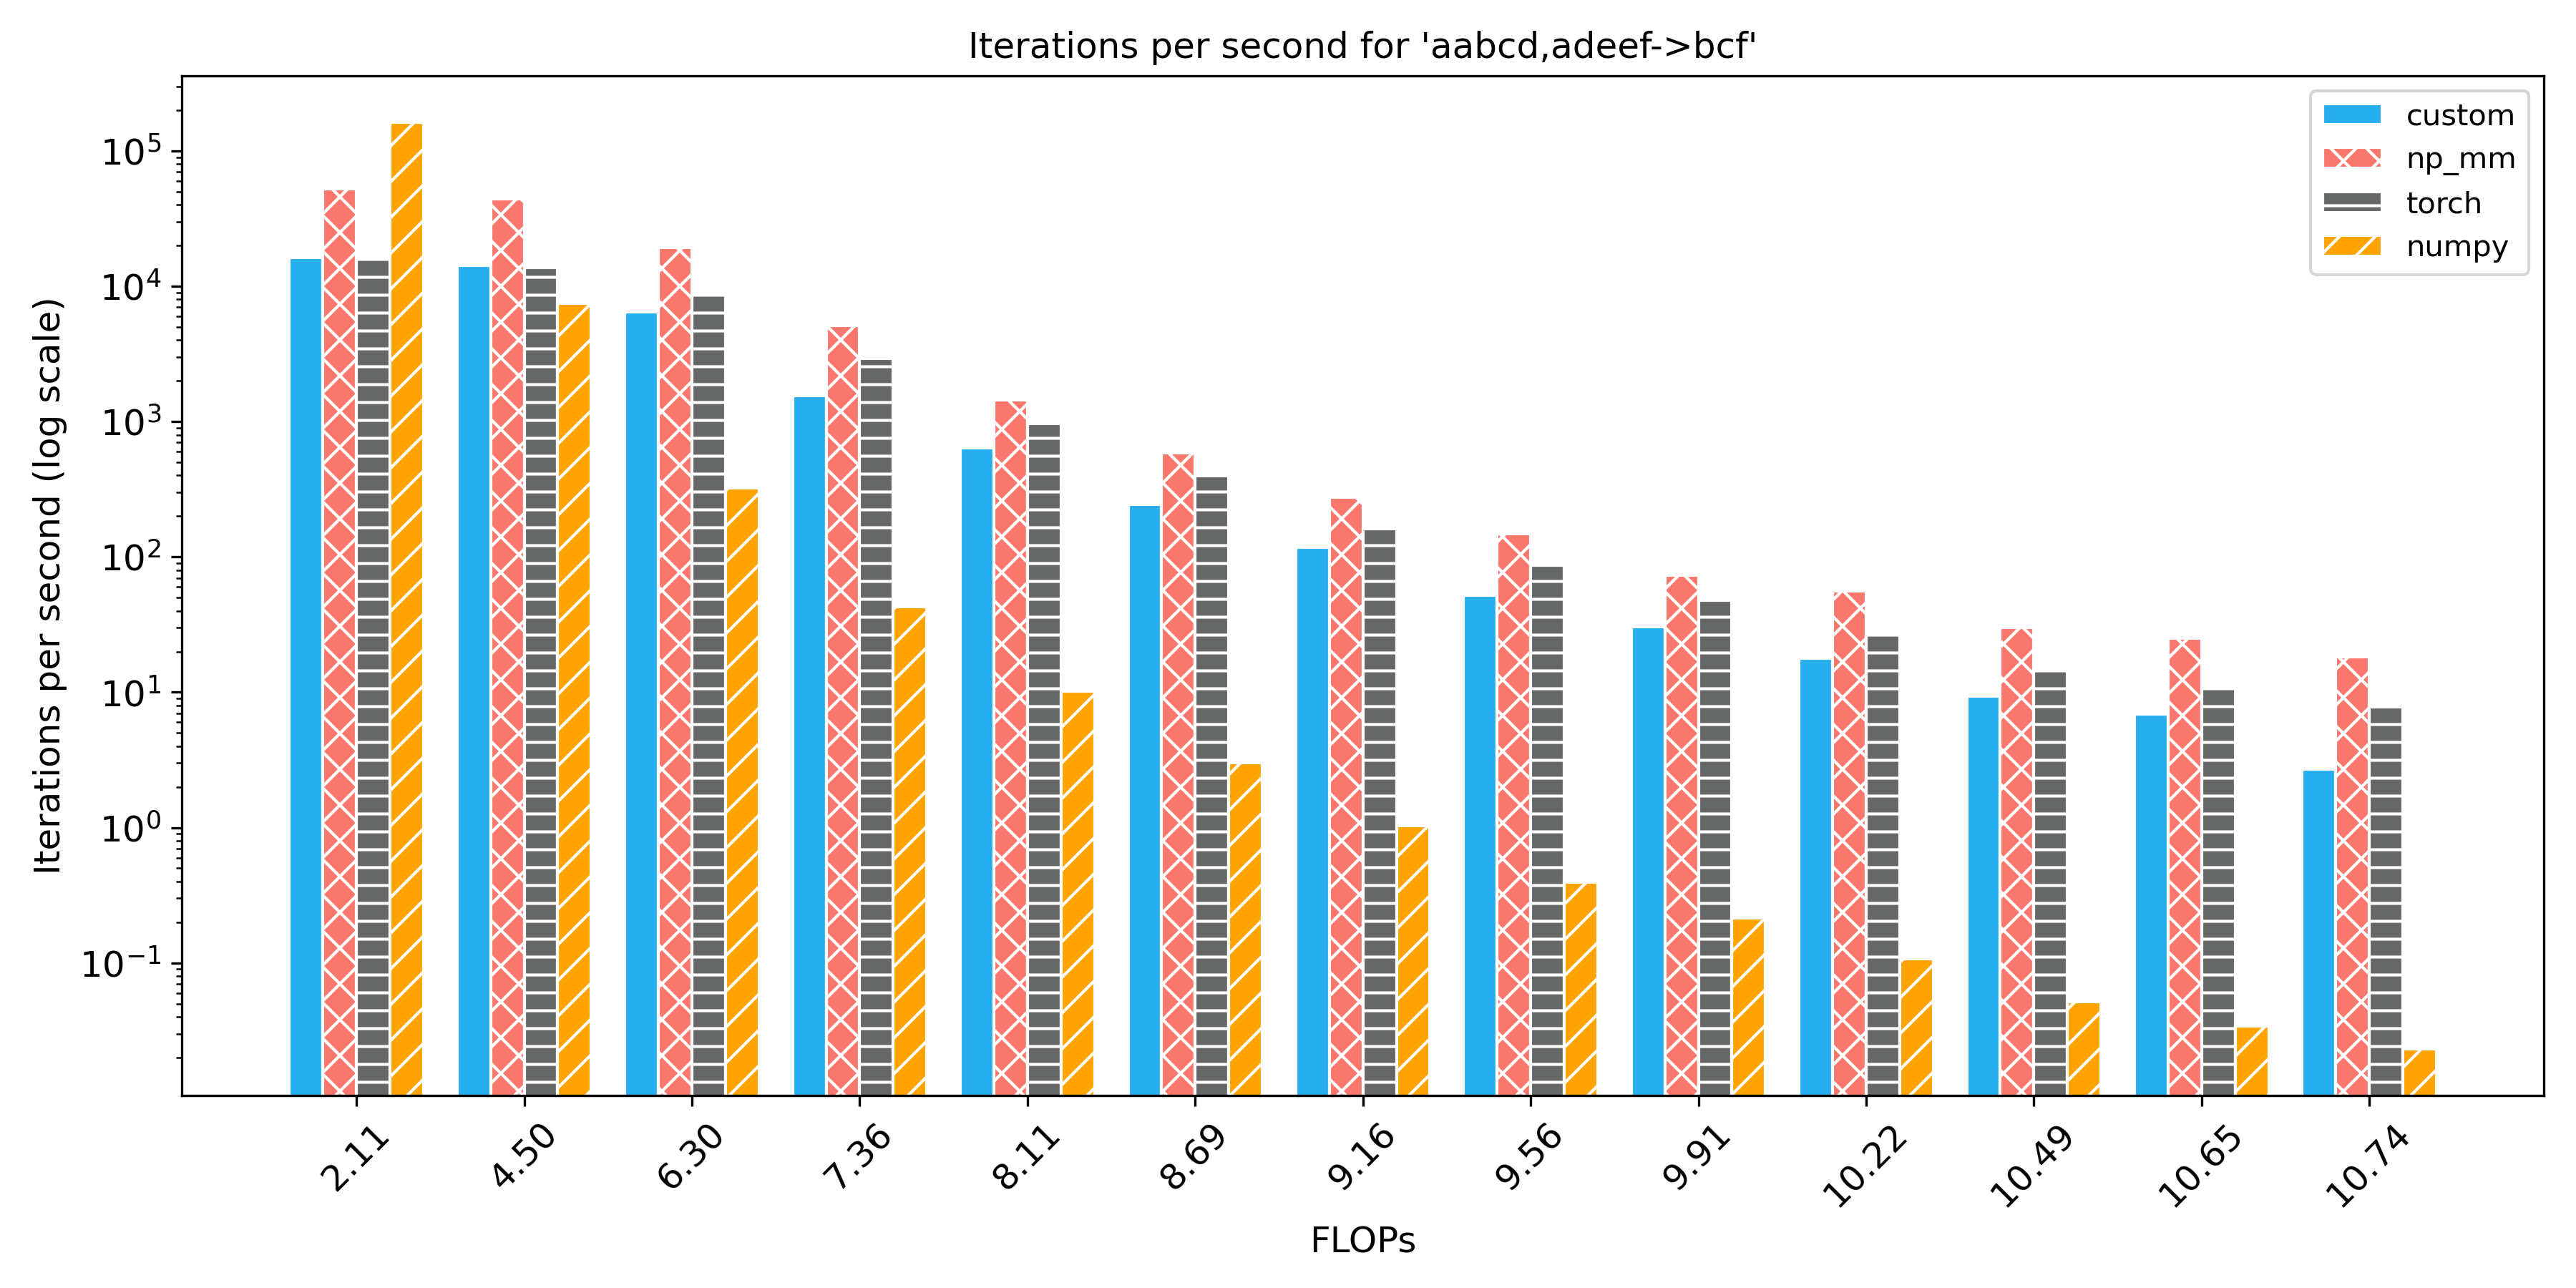 Iterations per second for 'aabcd,adeef->bcf'
Iterations per second (log scale)
10^5
10^4
10^3
10^2
10^1
10^0
10^−1
custom
np_mm
torch
numpy
2.11
4.50
6.30
7.36
8.11
8.69
9.16
9.56
9.91
10.22
10.49
10.65
10.74
FLOPs